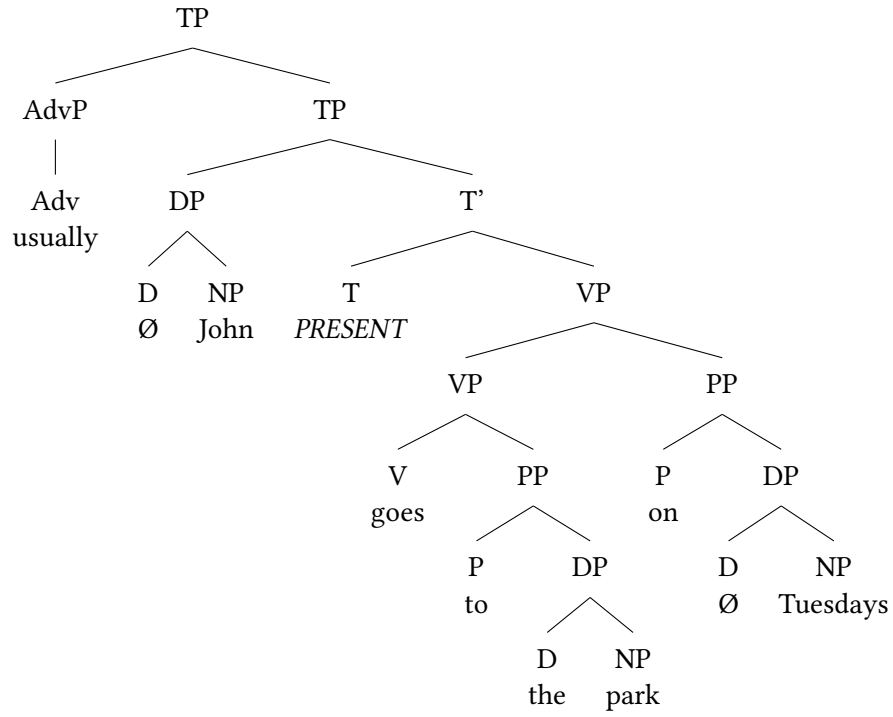 TP
AdvP TP
Adv DP T’
usually
D NP T VP
Ø John PRESENT
VP PP
V PP P DP
goes on
P DP D NP
to Ø Tuesdays
D NP
the park